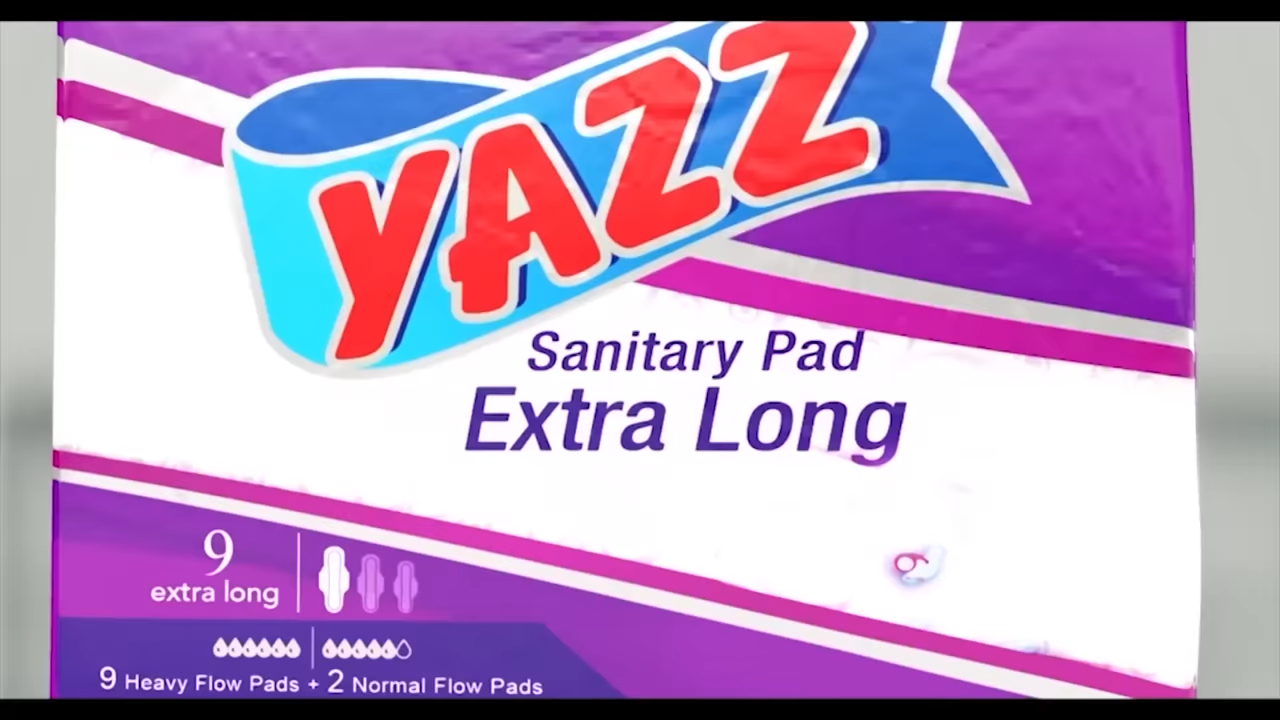 YAZZ
Sanitary Pad
Extra Long
9
extra long
9 Heavy Flow Pads + 2 Normal Flow Pads